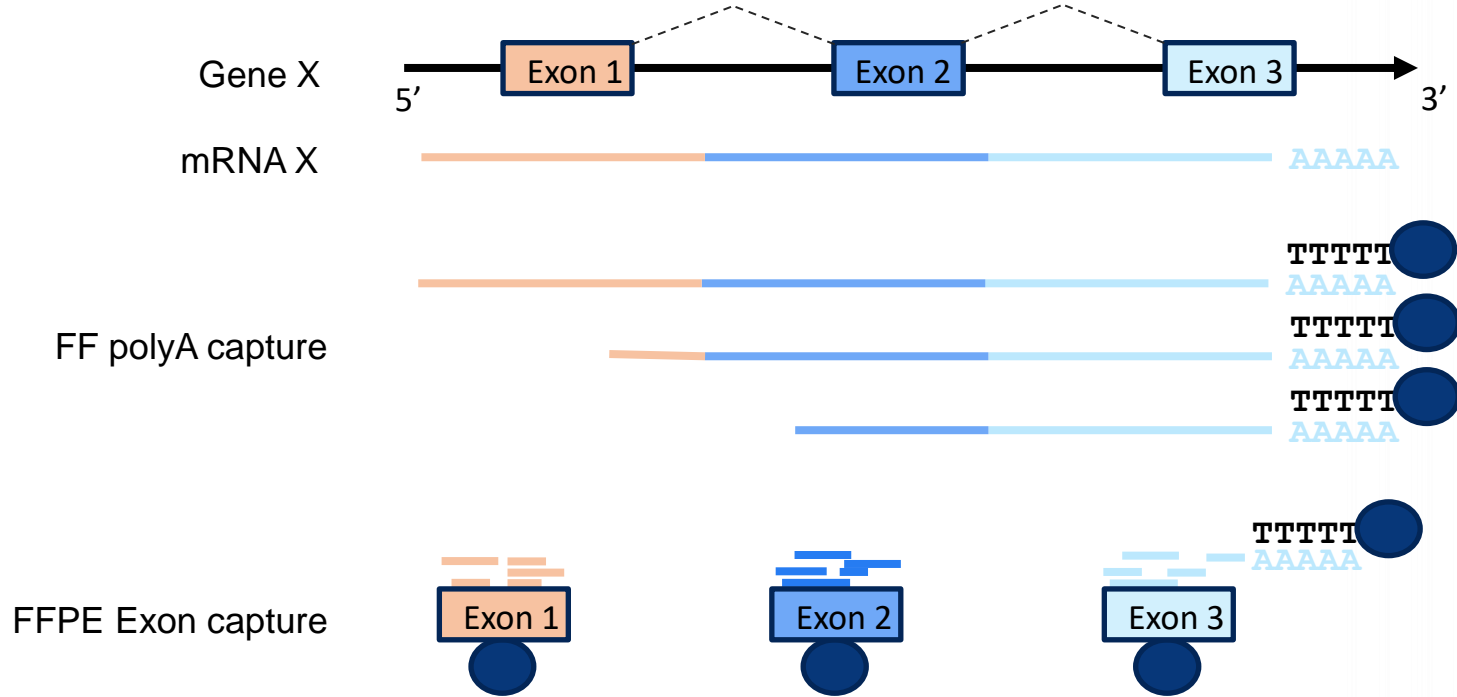 Gene X
Exon 1
Exon 2
Exon 3
5’
3’
mRNA X
AAAAA
TTTTT
AAAAA
FF polyA capture
TTTTT
AAAAA
TTTTT
AAAAA
TTTTT
AAAAA
FFPE Exon capture
Exon 1
Exon 2
Exon 3